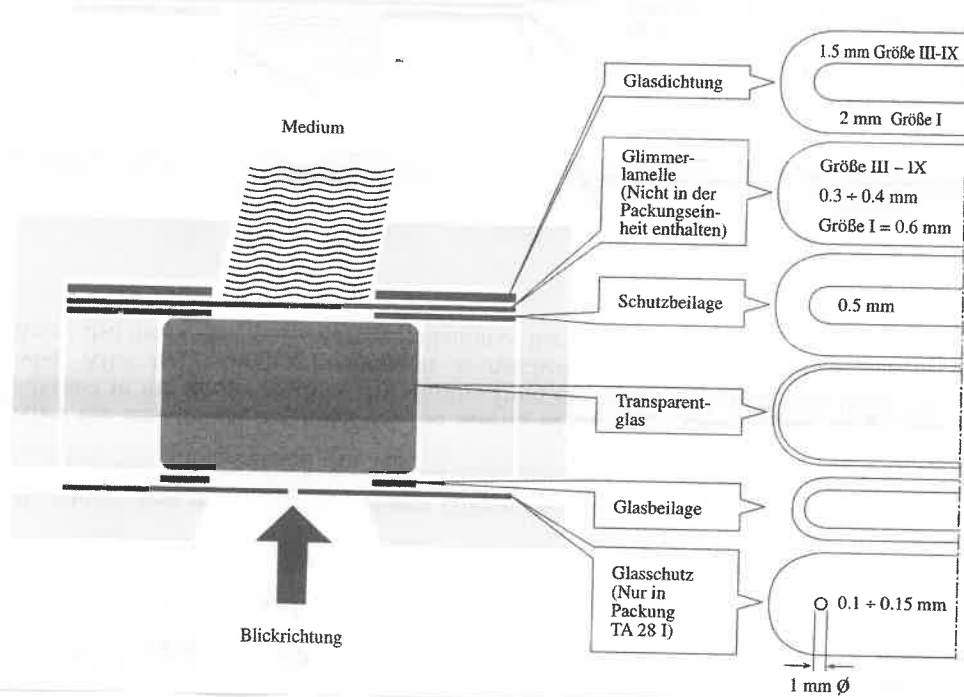 Medium
Blickrichtung
Glasdichtung
1.5 mm Größe III-IX
2 mm Größe I
Glimmer-
lamelle
(Nicht in der
Packungsein-
heit enthalten)
Größe III – IX
0.3 ÷ 0.4 mm
Größe I = 0.6 mm
Schutzbeilage
0.5 mm
Transparent-
glas
Glasbeilage
Glasschutz
(Nur in
Packung
TA 28 I)
0.1 ÷ 0.15 mm
1 mm Ø